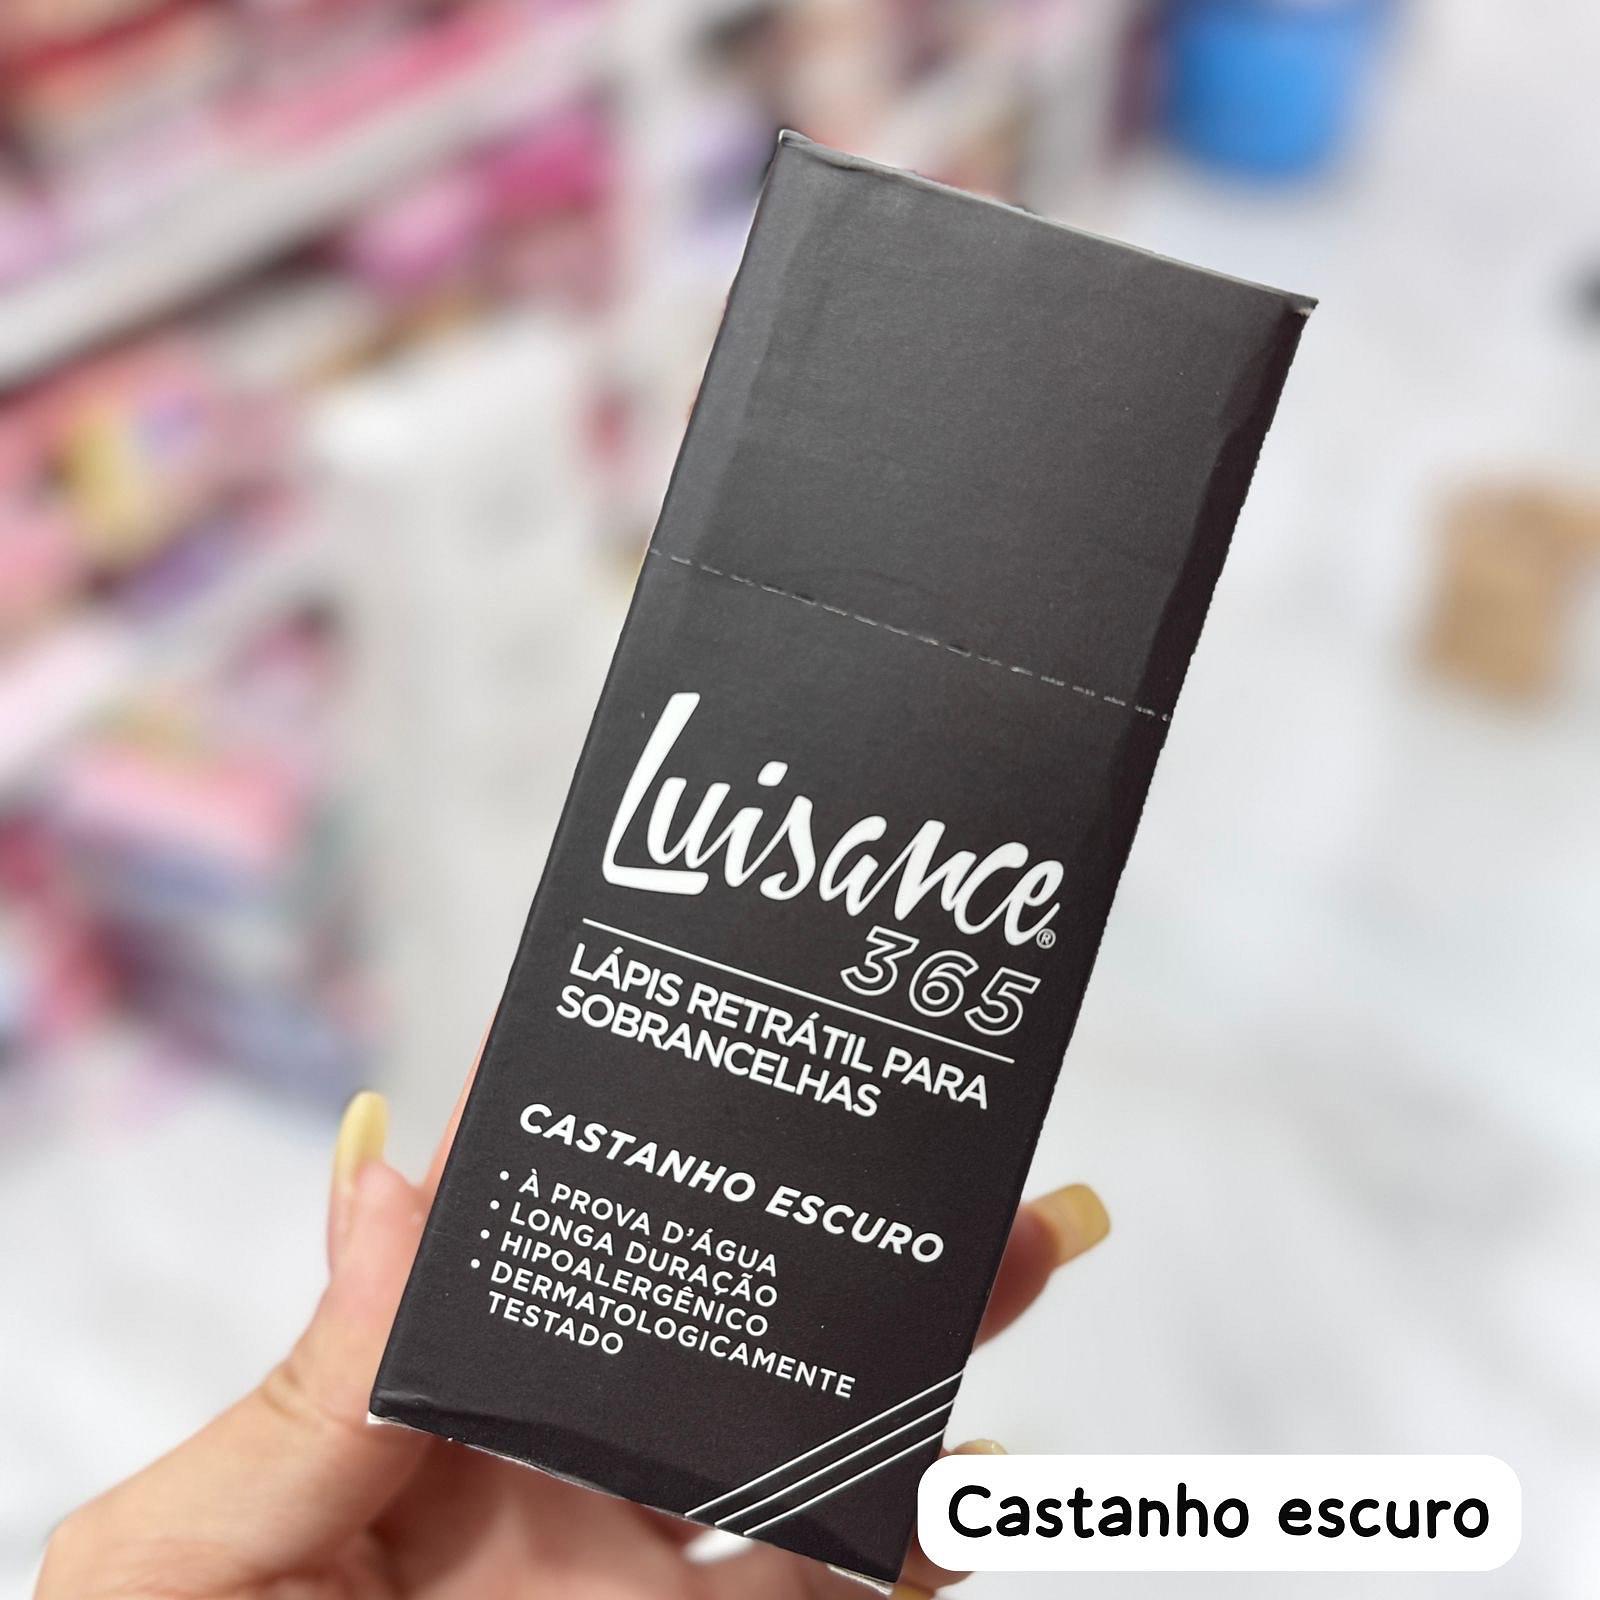 Luisance®
365
LÁPIS RETRÁTIL PARA
SOBRANCELHAS
CASTANHO ESCURO
• À PROVA D'ÁGUA
• LONGA DURAÇÃO
• HIPOALERGÊNICO
• DERMATOLOGICAMENTE
TESTADO
Castanho escuro